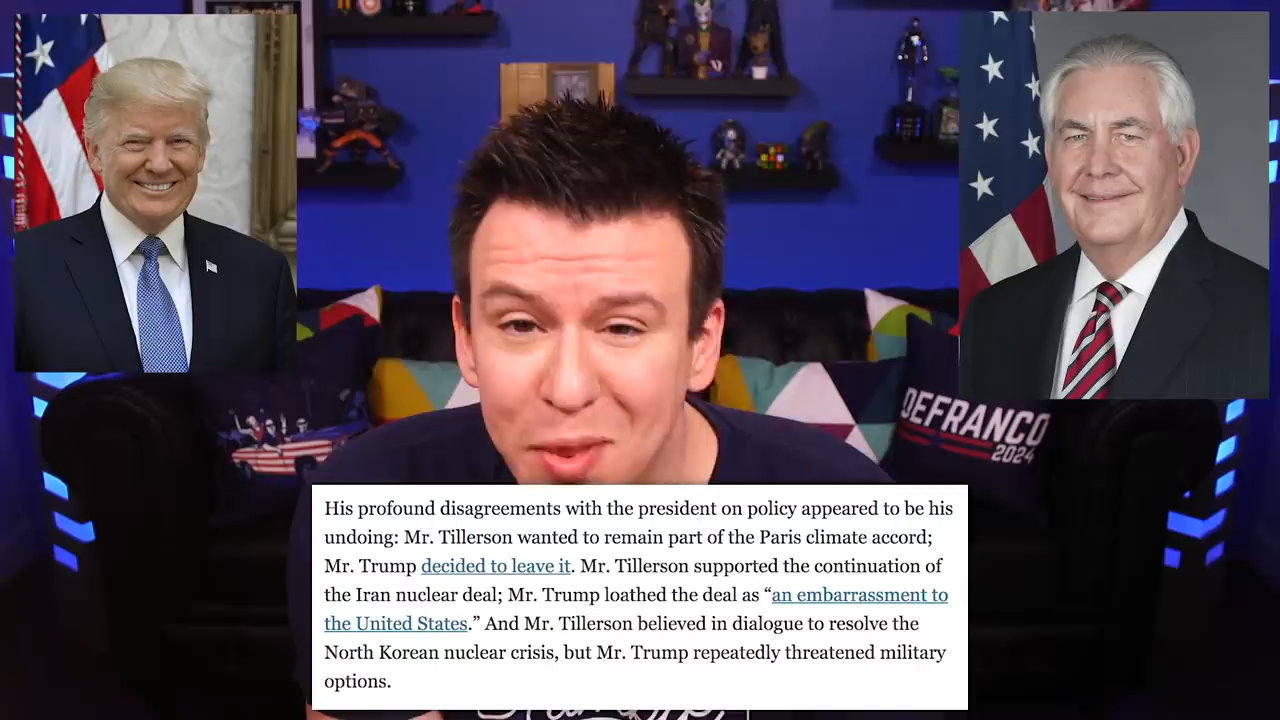 DEFRANCO
2024
His profound disagreements with the president on policy appeared to be his
undoing: Mr. Tillerson wanted to remain part of the Paris climate accord;
Mr. Trump decided to leave it. Mr. Tillerson supported the continuation of
the Iran nuclear deal; Mr. Trump loathed the deal as “an embarrassment to
the United States.” And Mr. Tillerson believed in dialogue to resolve the
North Korean nuclear crisis, but Mr. Trump repeatedly threatened military
options.